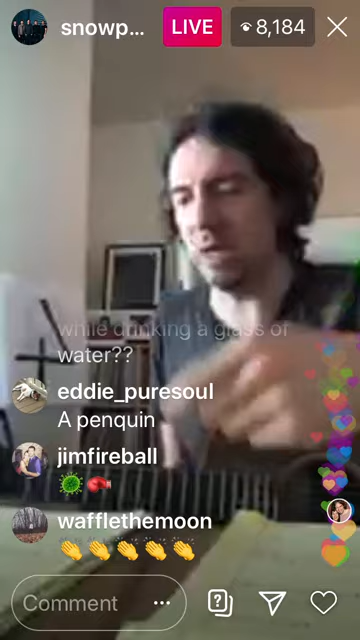 snowp...
LIVE
8,184
while drinking a glass of
water??
eddie_puresoul
A penquin
jimfireball
🦠 🥊
wafflethemoon
👏 👏 👏 👏 👏
Comment